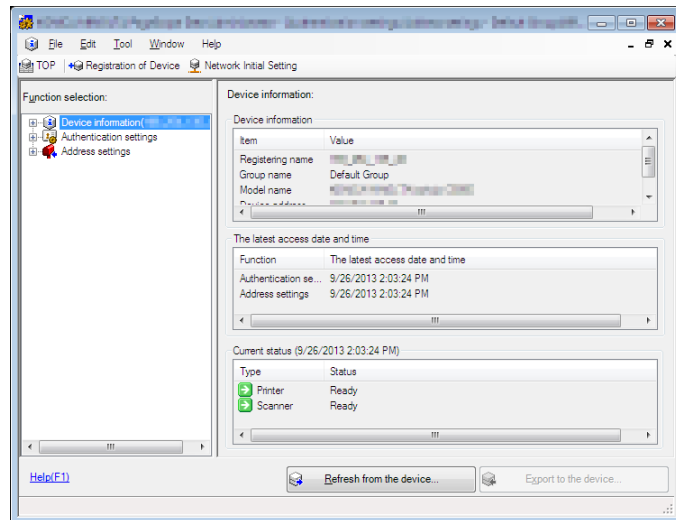 File Edit Tool Window Help
TOP Registration of Device Network Initial Setting
Function selection:
Device information(
Authentication settings
Address settings
Device information:
Device information
Item Value
Registering name
Group name Default Group
Model name
The latest access date and time
Function The latest access date and time
Authentication se... 9/26/2013 2:03:24 PM
Address settings 9/26/2013 2:03:24 PM
Current status (9/26/2013 2:03:24 PM)
Type Status
Printer Ready
Scanner Ready
Help(F1) Refresh from the device... Export to the device...